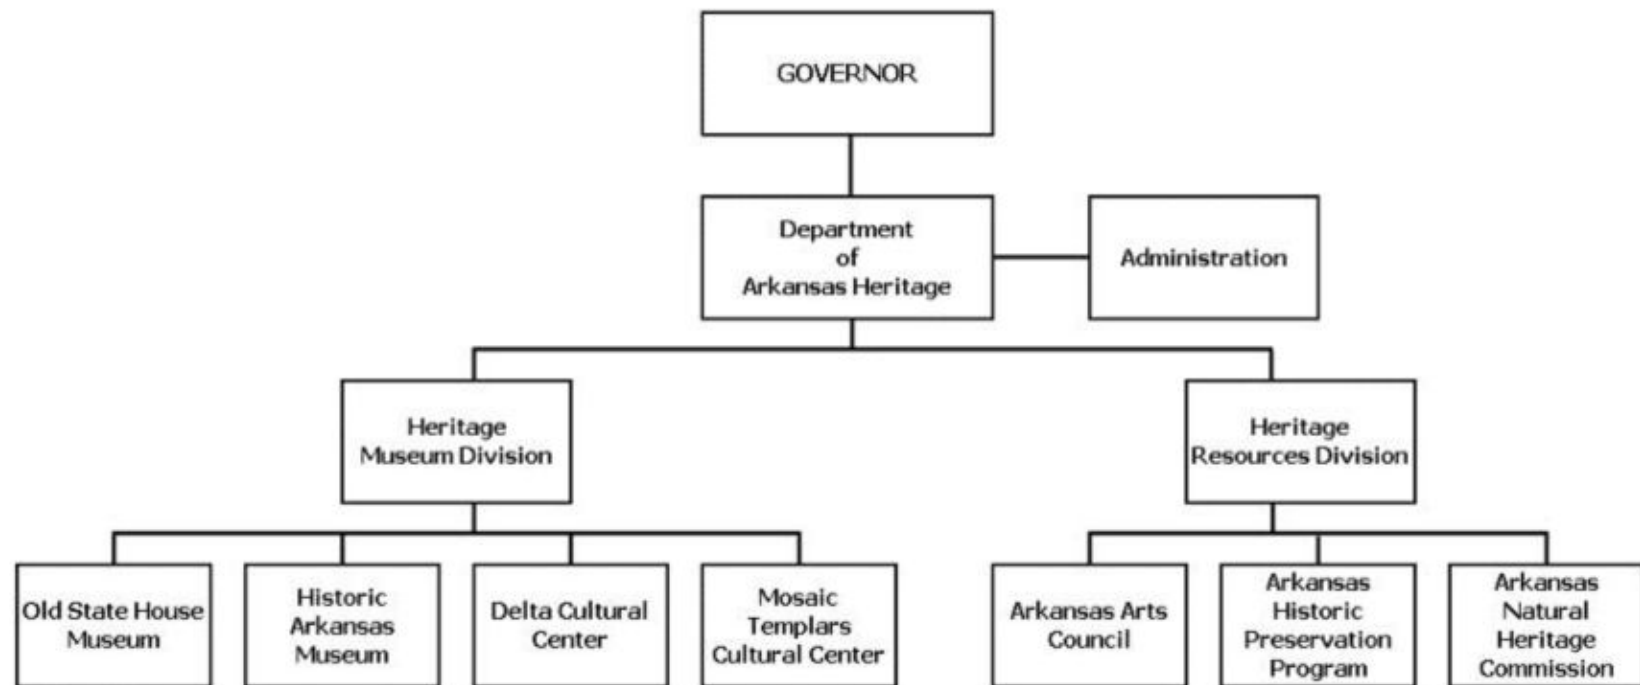 GOVERNOR
Department
of
Arkansas Heritage
Administration
Heritage
Museum Division
Heritage
Resources Division
Old State House
Museum
Historic
Arkansas
Museum
Delta Cultural
Center
Mosaic
Templars
Cultural Center
Arkansas Arts
Council
Arkansas
Historic
Preservation
Program
Arkansas
Natural
Heritage
Commission